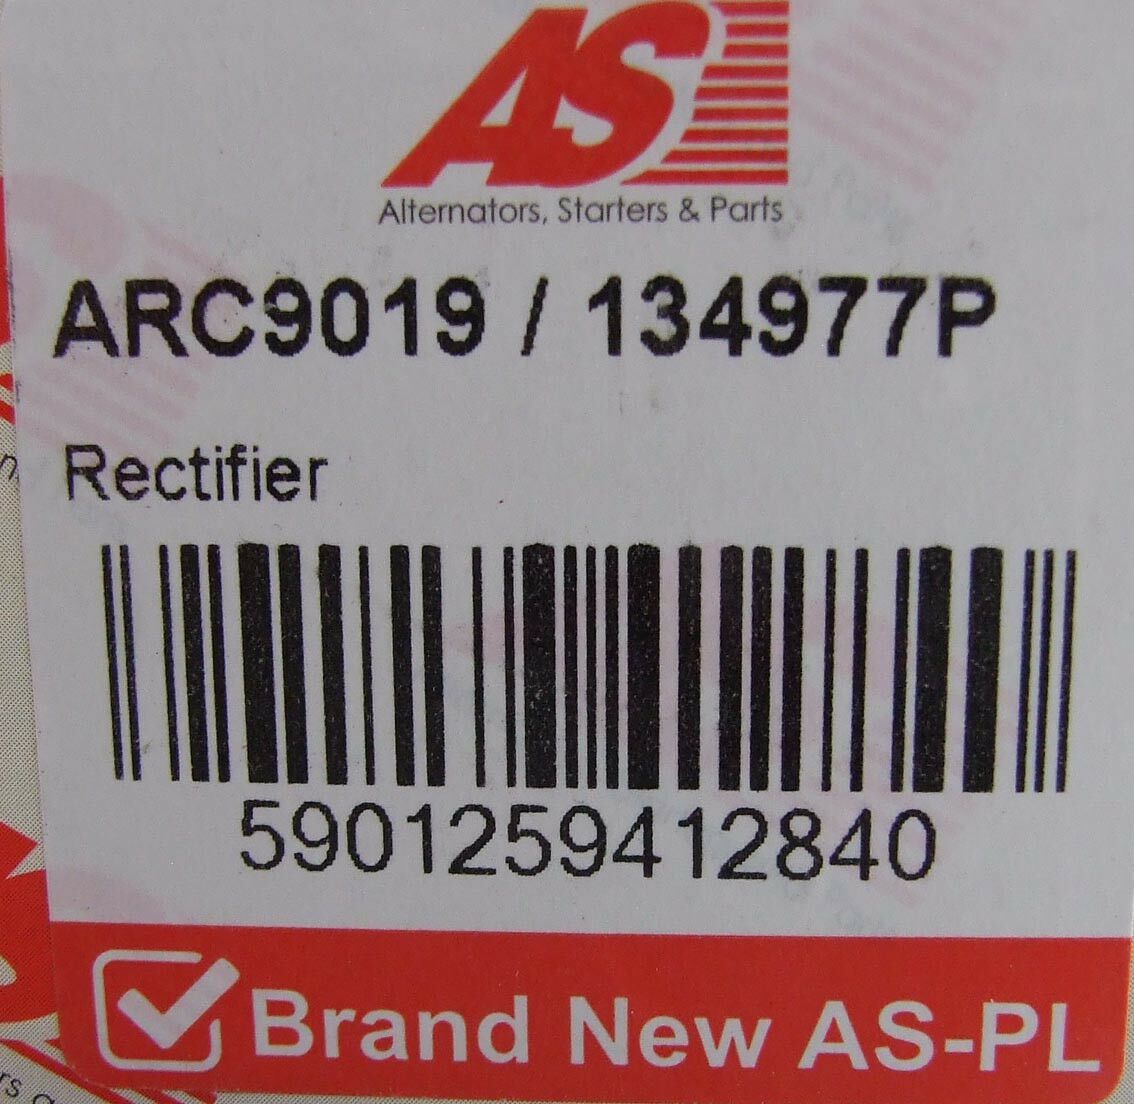 AS
Alternators, Starters & Parts
ARC9019 / 134977P
Rectifier
5901259412840
Brand New AS-PL